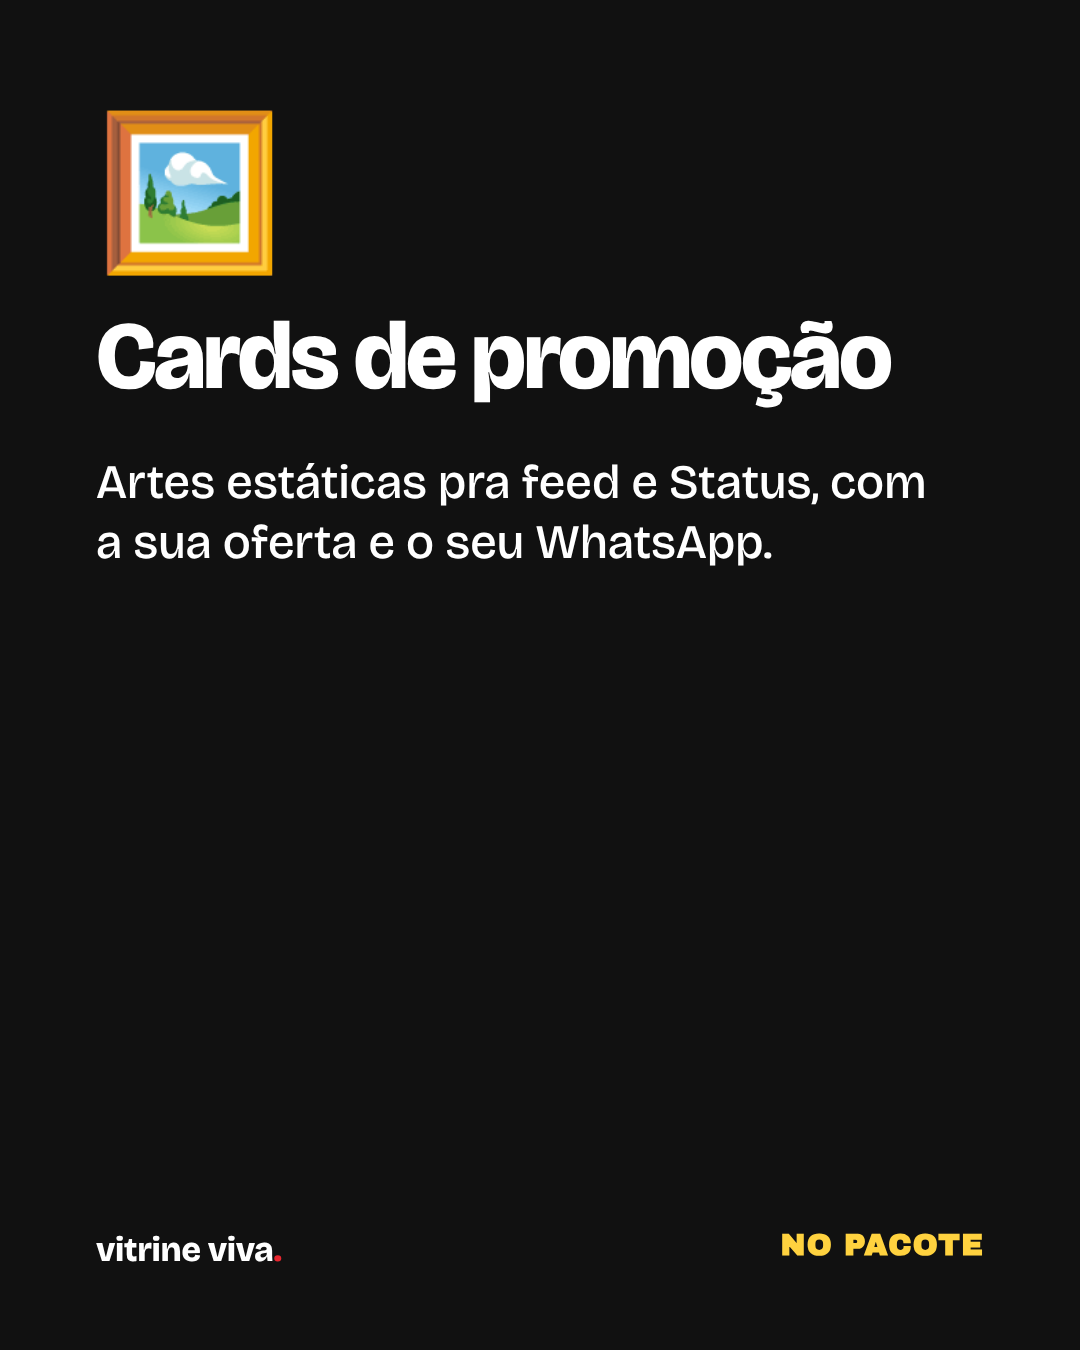 Cards de promoção
Artes estáticas pra feed e Status, com
a sua oferta e o seu WhatsApp.
vitrine viva.
NO PACOTE